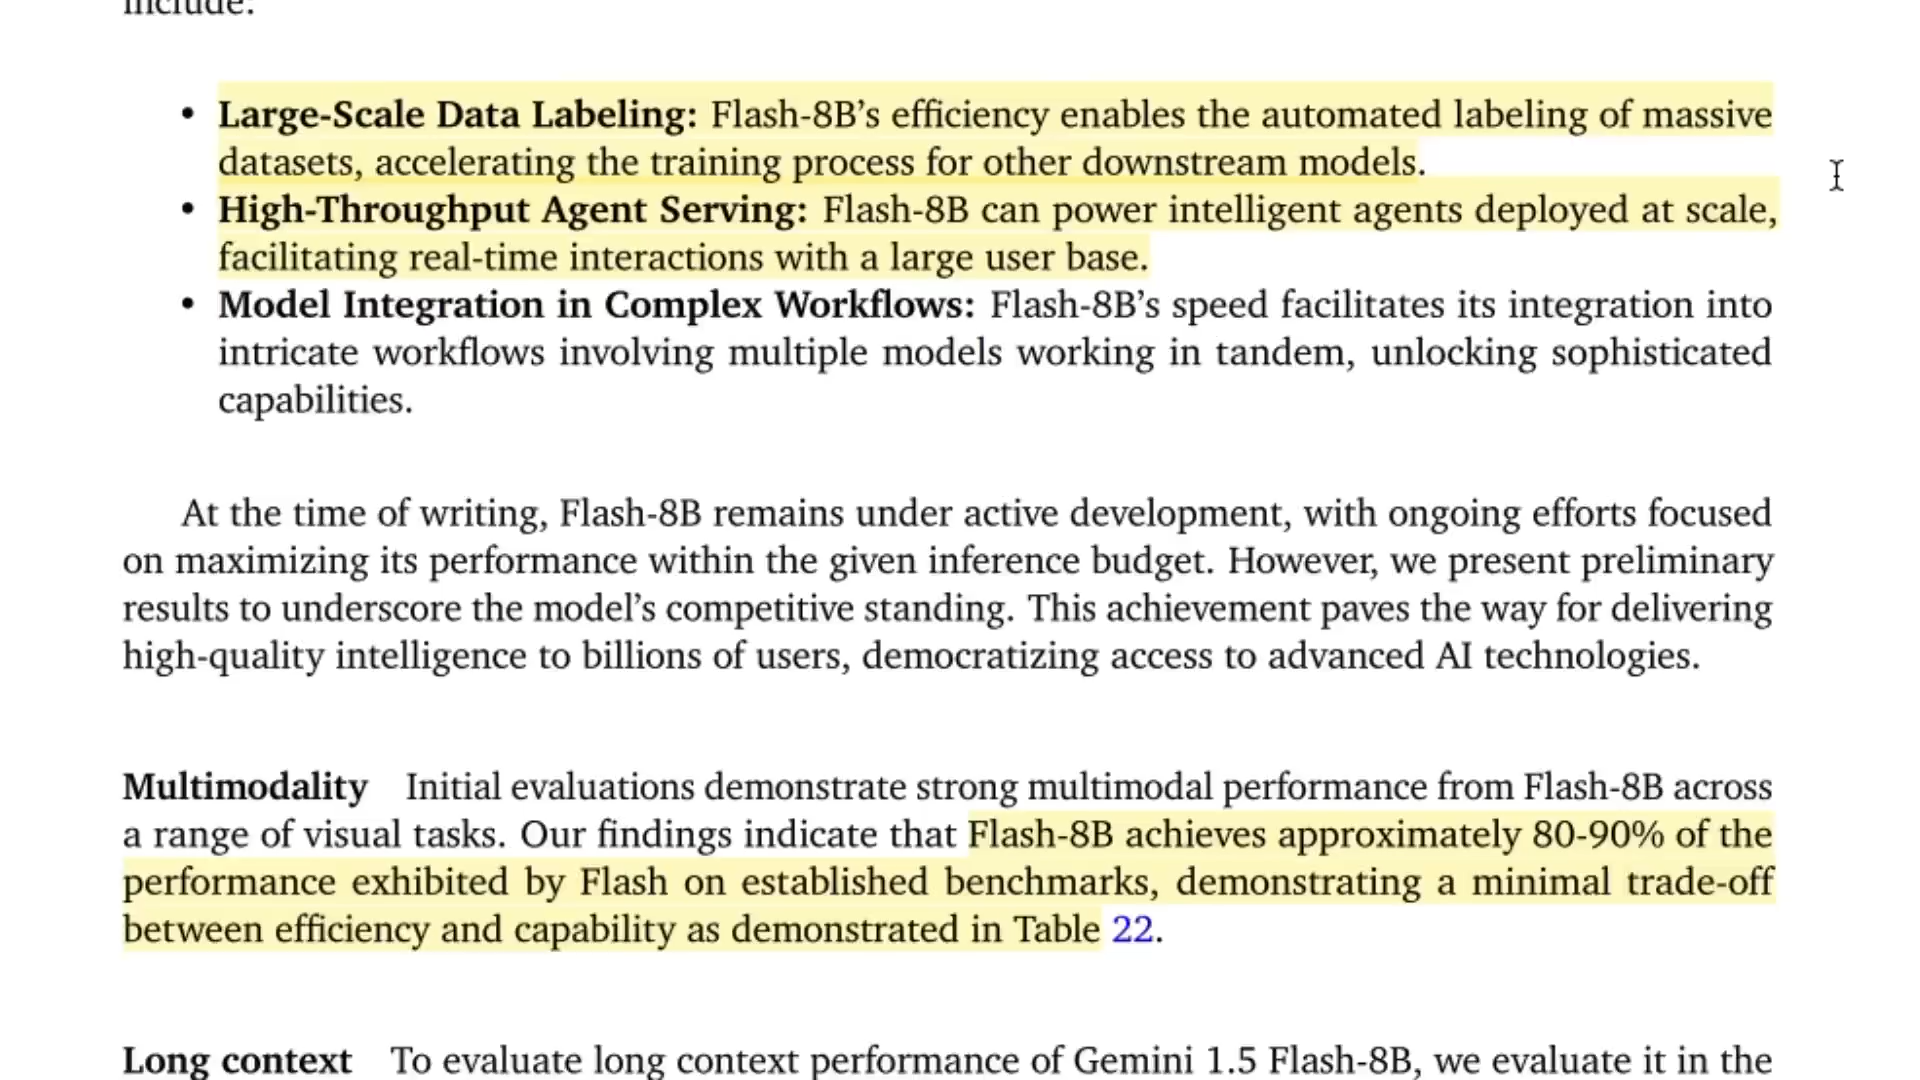 include:
• Large-Scale Data Labeling: Flash-8B’s efficiency enables the automated labeling of massive
datasets, accelerating the training process for other downstream models.
• High-Throughput Agent Serving: Flash-8B can power intelligent agents deployed at scale,
facilitating real-time interactions with a large user base.
• Model Integration in Complex Workflows: Flash-8B’s speed facilitates its integration into
intricate workflows involving multiple models working in tandem, unlocking sophisticated
capabilities.
At the time of writing, Flash-8B remains under active development, with ongoing efforts focused
on maximizing its performance within the given inference budget. However, we present preliminary
results to underscore the model’s competitive standing. This achievement paves the way for delivering
high-quality intelligence to billions of users, democratizing access to advanced AI technologies.
Multimodality Initial evaluations demonstrate strong multimodal performance from Flash-8B across
a range of visual tasks. Our findings indicate that Flash-8B achieves approximately 80-90% of the
performance exhibited by Flash on established benchmarks, demonstrating a minimal trade-off
between efficiency and capability as demonstrated in Table 22.
Long context To evaluate long context performance of Gemini 1.5 Flash-8B, we evaluate it in the